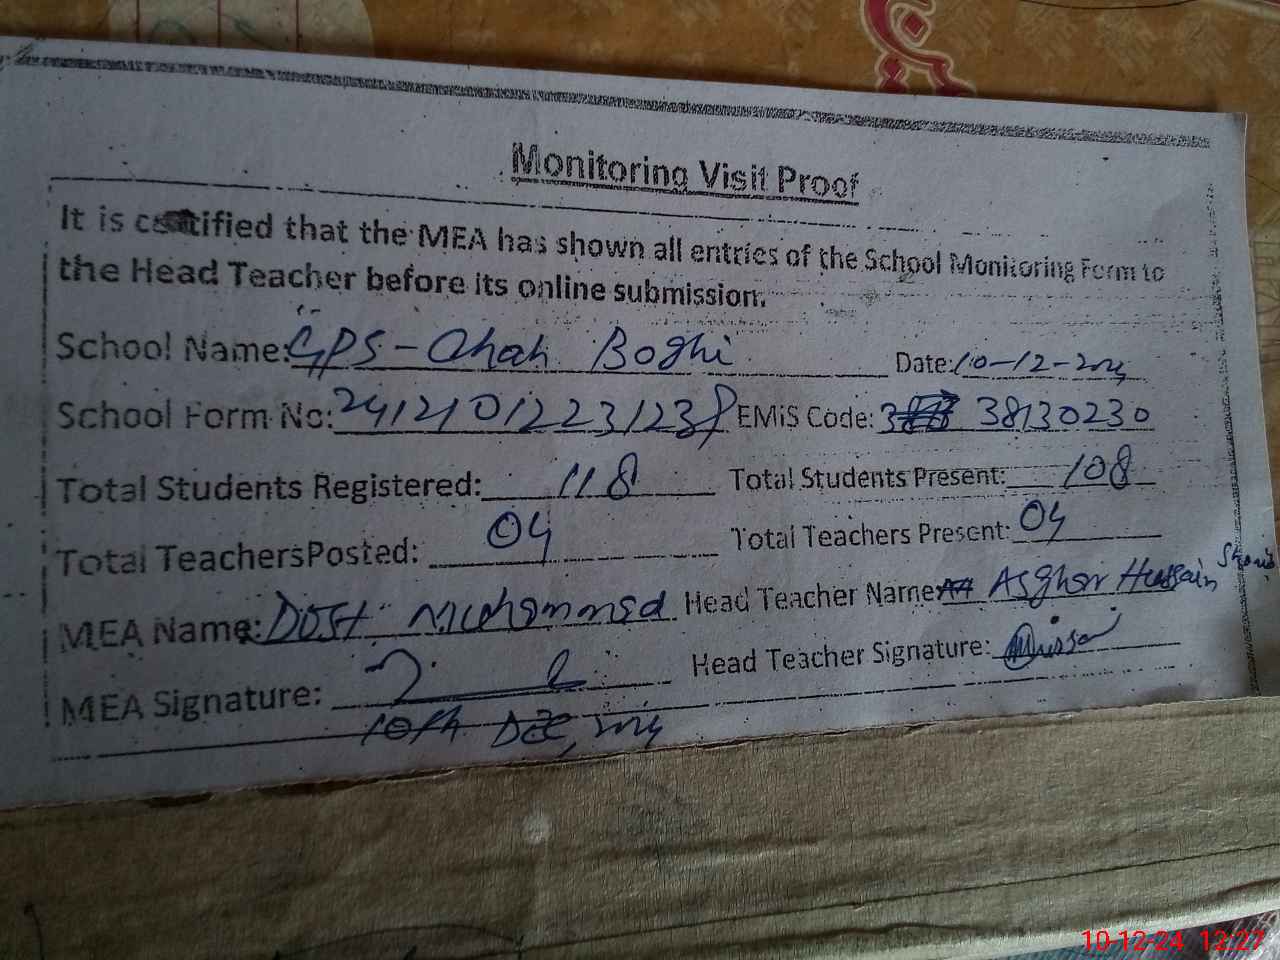 Monitoring Visit Proof
It is certified that the MEA has shown all entries of the School Monitoring Form to
the Head Teacher before its online submission.
School Name: GPS-Chah Boghi Date: 10-12-2024
School Form No: 24121012231238 EMIS Code: 38130230
Total Students Registered: 118 Total Students Present: 108
Total TeachersPosted: 04 Total Teachers Present: 04
MEA Name: Dost Muhammad Head Teacher Name: Asghar Hussain
MEA Signature: Head Teacher Signature:
10th Dec, 2024
10-12-24 12:27